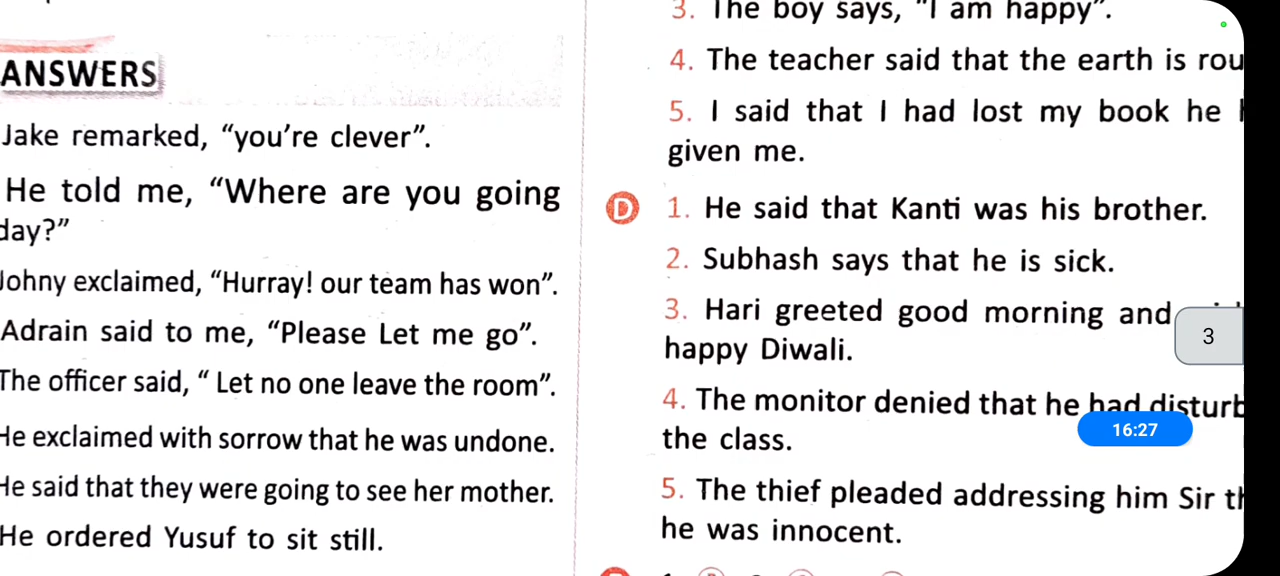 ANSWERS
Jake remarked, “you’re clever”.
He told me, “Where are you going
day?”
Johny exclaimed, “Hurray! our team has won”.
Adrain said to me, “Please Let me go”.
The officer said, “ Let no one leave the room”.
He exclaimed with sorrow that he was undone.
He said that they were going to see her mother.
He ordered Yusuf to sit still.
3. The boy says, “I am happy”.
4. The teacher said that the earth is rou
5. I said that I had lost my book he
given me.
D 1. He said that Kanti was his brother.
2. Subhash says that he is sick.
3. Hari greeted good morning and
happy Diwali.
3
4. The monitor denied that he had disturb
the class.
16:27
5. The thief pleaded addressing him Sir th
he was innocent.